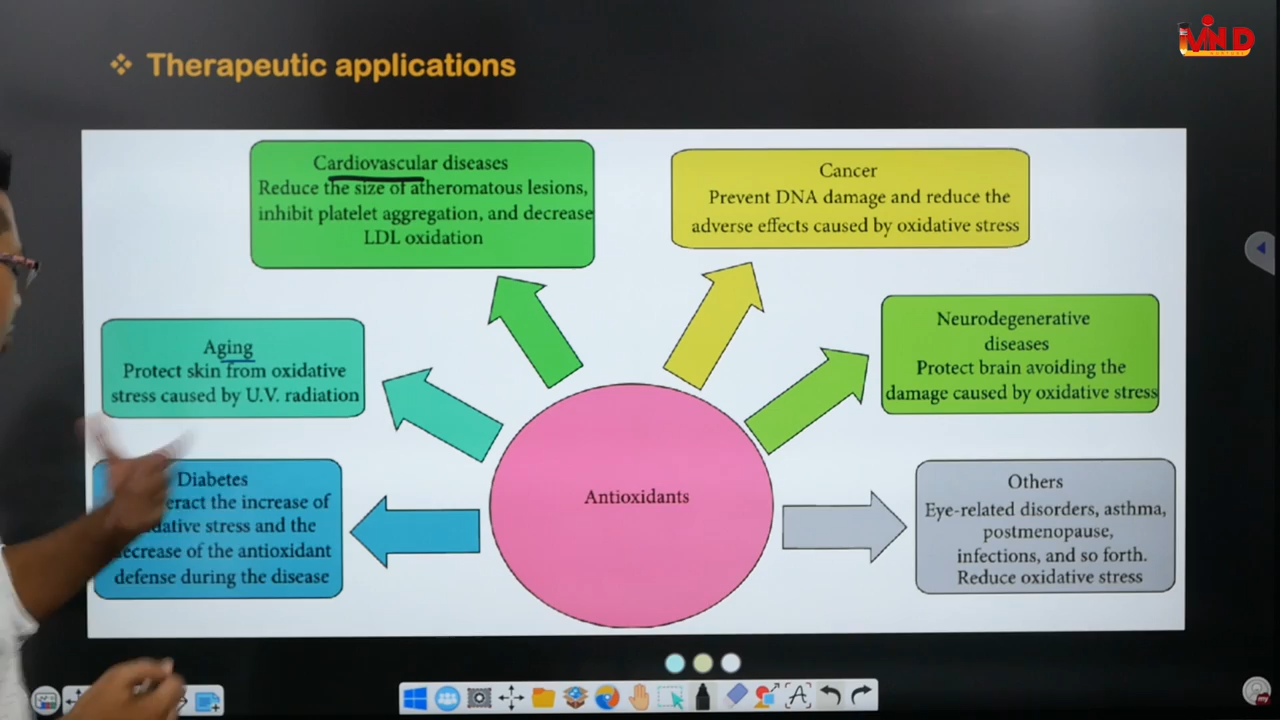 Therapeutic applications
Cardiovascular diseases
Reduce the size of atheromatous lesions,
inhibit platelet aggregation, and decrease
LDL oxidation
Cancer
Prevent DNA damage and reduce the
adverse effects caused by oxidative stress
Aging
Protect skin from oxidative
stress caused by U.V. radiation
Neurodegenerative
diseases
Protect brain avoiding the
damage caused by oxidative stress
Diabetes
the increase of
stress and the
of the antioxidant
defense during the disease
Antioxidants
Others
Eye-related disorders, asthma,
postmenopause,
infections, and so forth.
Reduce oxidative stress